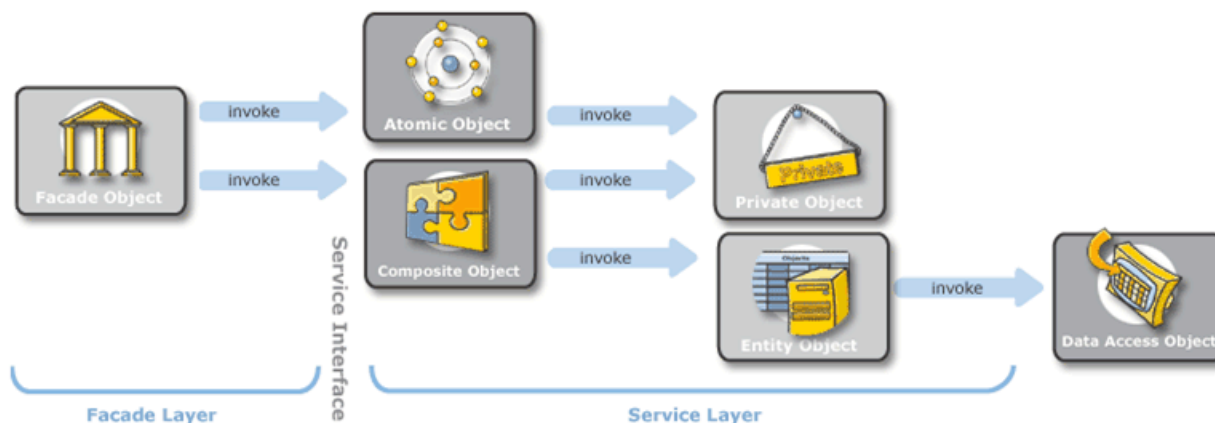 Facade Object
invoke
invoke
Service Interface
Atomic Object
Composite Object
invoke
invoke
invoke
Private
Private Object
Objects
Entity Object
invoke
Data Access Object
Facade Layer
Service Layer